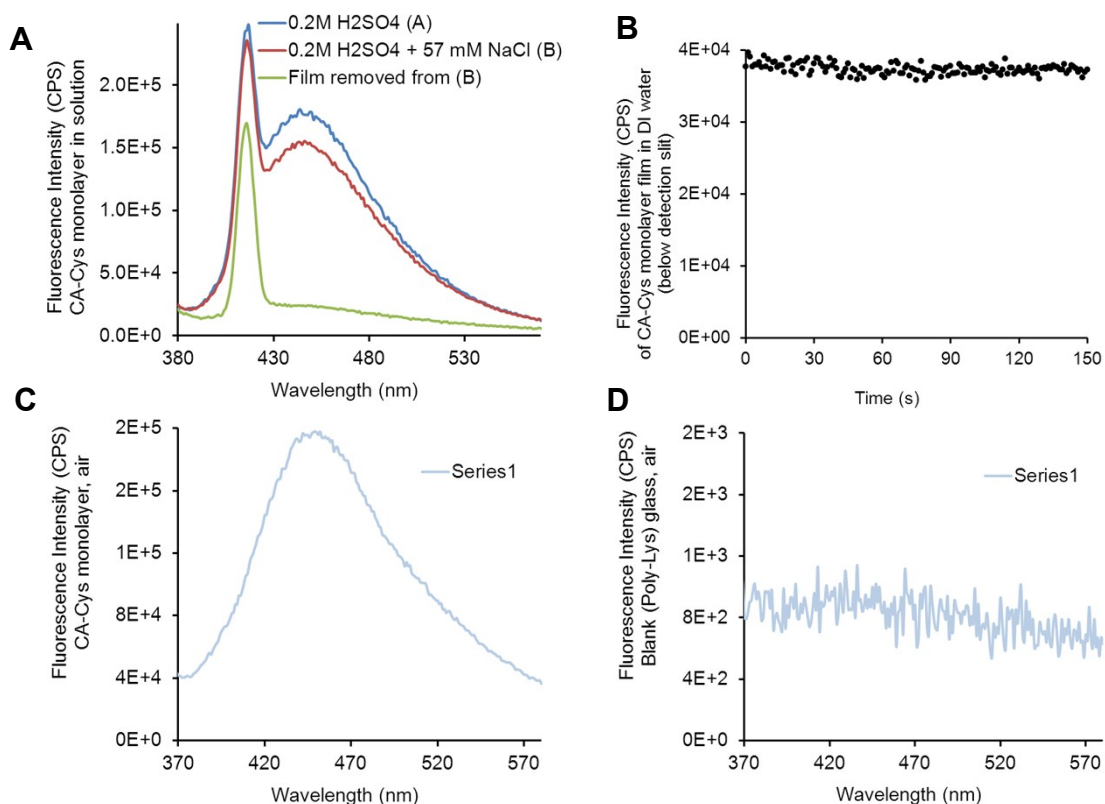 A
0.2M H2SO4 (A)
0.2M H2SO4 + 57 mM NaCl (B)
Film removed from (B)
Fluorescence Intensity (CPS)
CA-Cys monolayer in solution
2.0E+5
1.5E+5
1.0E+5
5.0E+4
0.0E+0
380
430
480
530
Wavelength (nm)
B
Fluorescence Intensity (CPS)
of CA-Cys monolayer film in DI water
(below detection slit)
4E+04
3E+04
2E+04
1E+04
0E+00
0
30
60
90
120
150
Time (s)
C
Fluorescence Intensity (CPS)
CA-Cys monolayer, air
2E+5
2E+5
1E+5
8E+4
4E+4
0E+0
Series1
370
420
470
520
570
Wavelength (nm)
D
Fluorescence Intensity (CPS)
Blank (Poly-Lys) glass, air
2E+3
2E+3
1E+3
8E+2
4E+2
0E+0
Series1
370
420
470
520
570
Wavelength (nm)